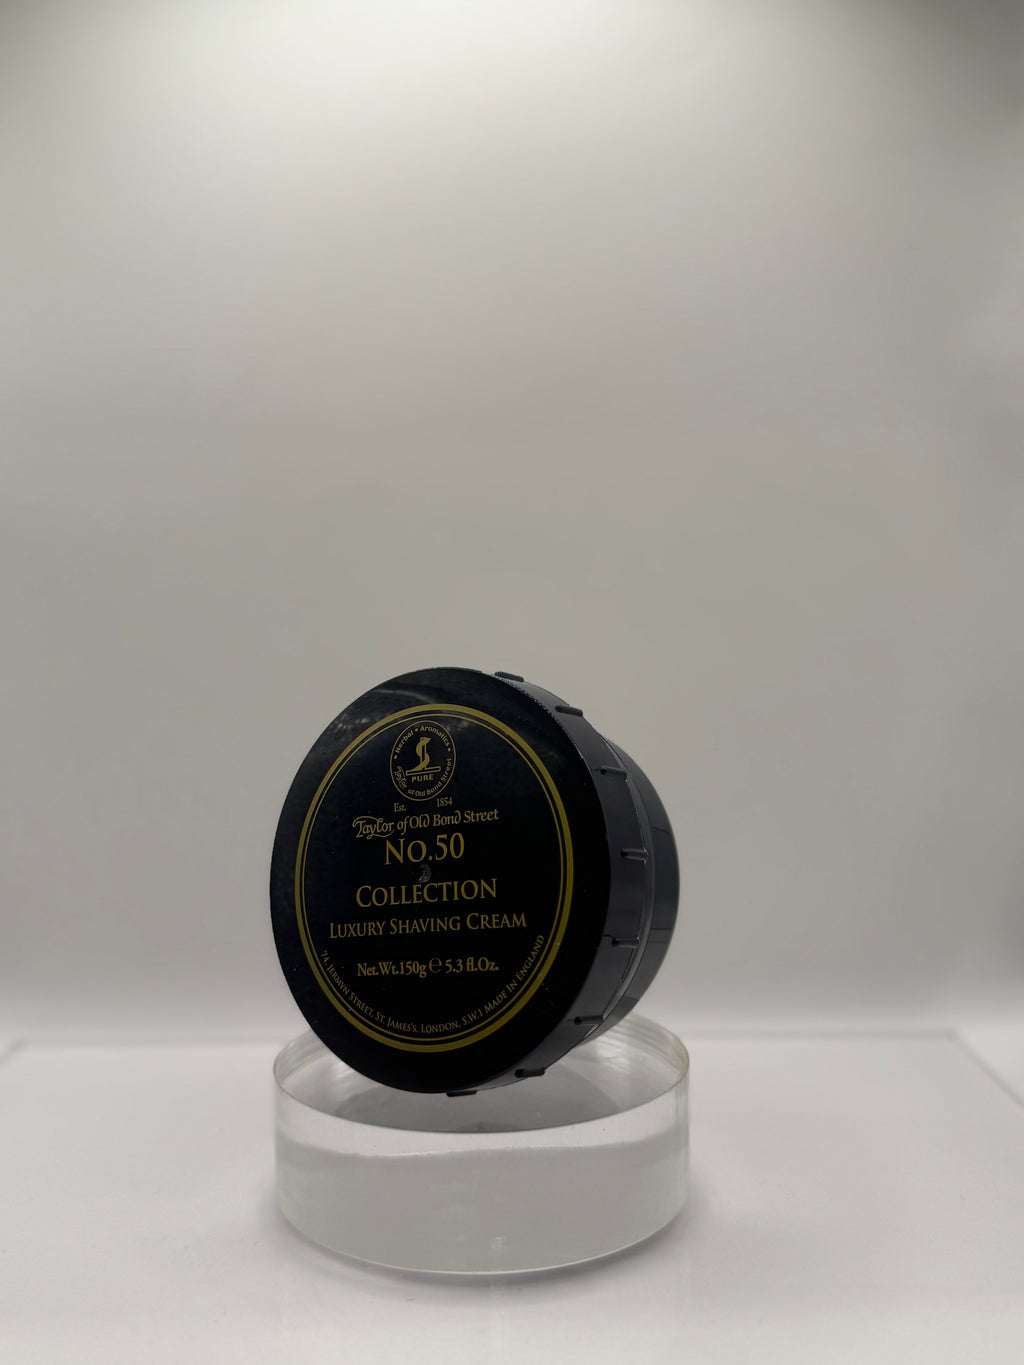 Herbal • Aromatics
PURE
Taylor of Old Bond Street
Est. 1854
Taylor of Old Bond Street
No.50
Collection
Luxury Shaving Cream
Net.Wt.150g ℮ 5.3 fl.Oz.
74, Jermyn Street, St. James's, London, S.W.1 Made in England